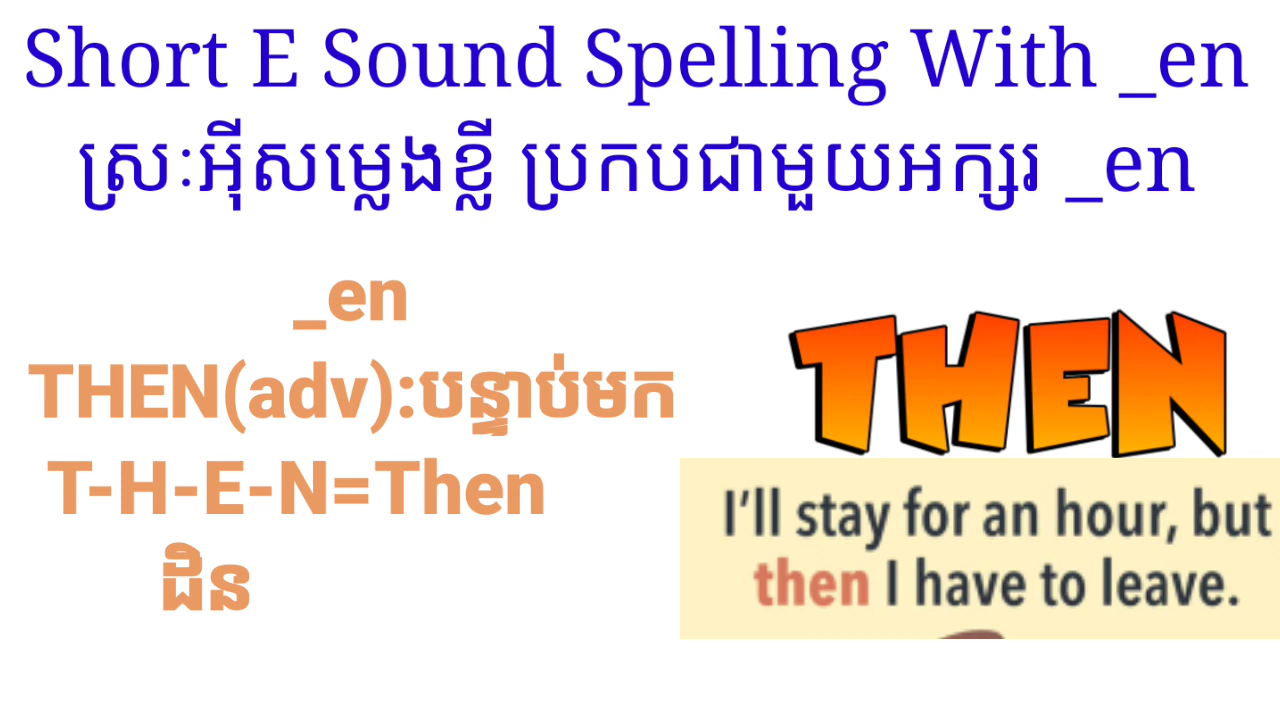 Short E Sound Spelling With _en
ស្រៈអ៊ីសម្លេងខ្លី ប្រកបជាមួយអក្សរ _en
_en
THEN(adv):បន្ទាប់មក
T-H-E-N=Then
ដិន
THEN
I'll stay for an hour, but
then I have to leave.